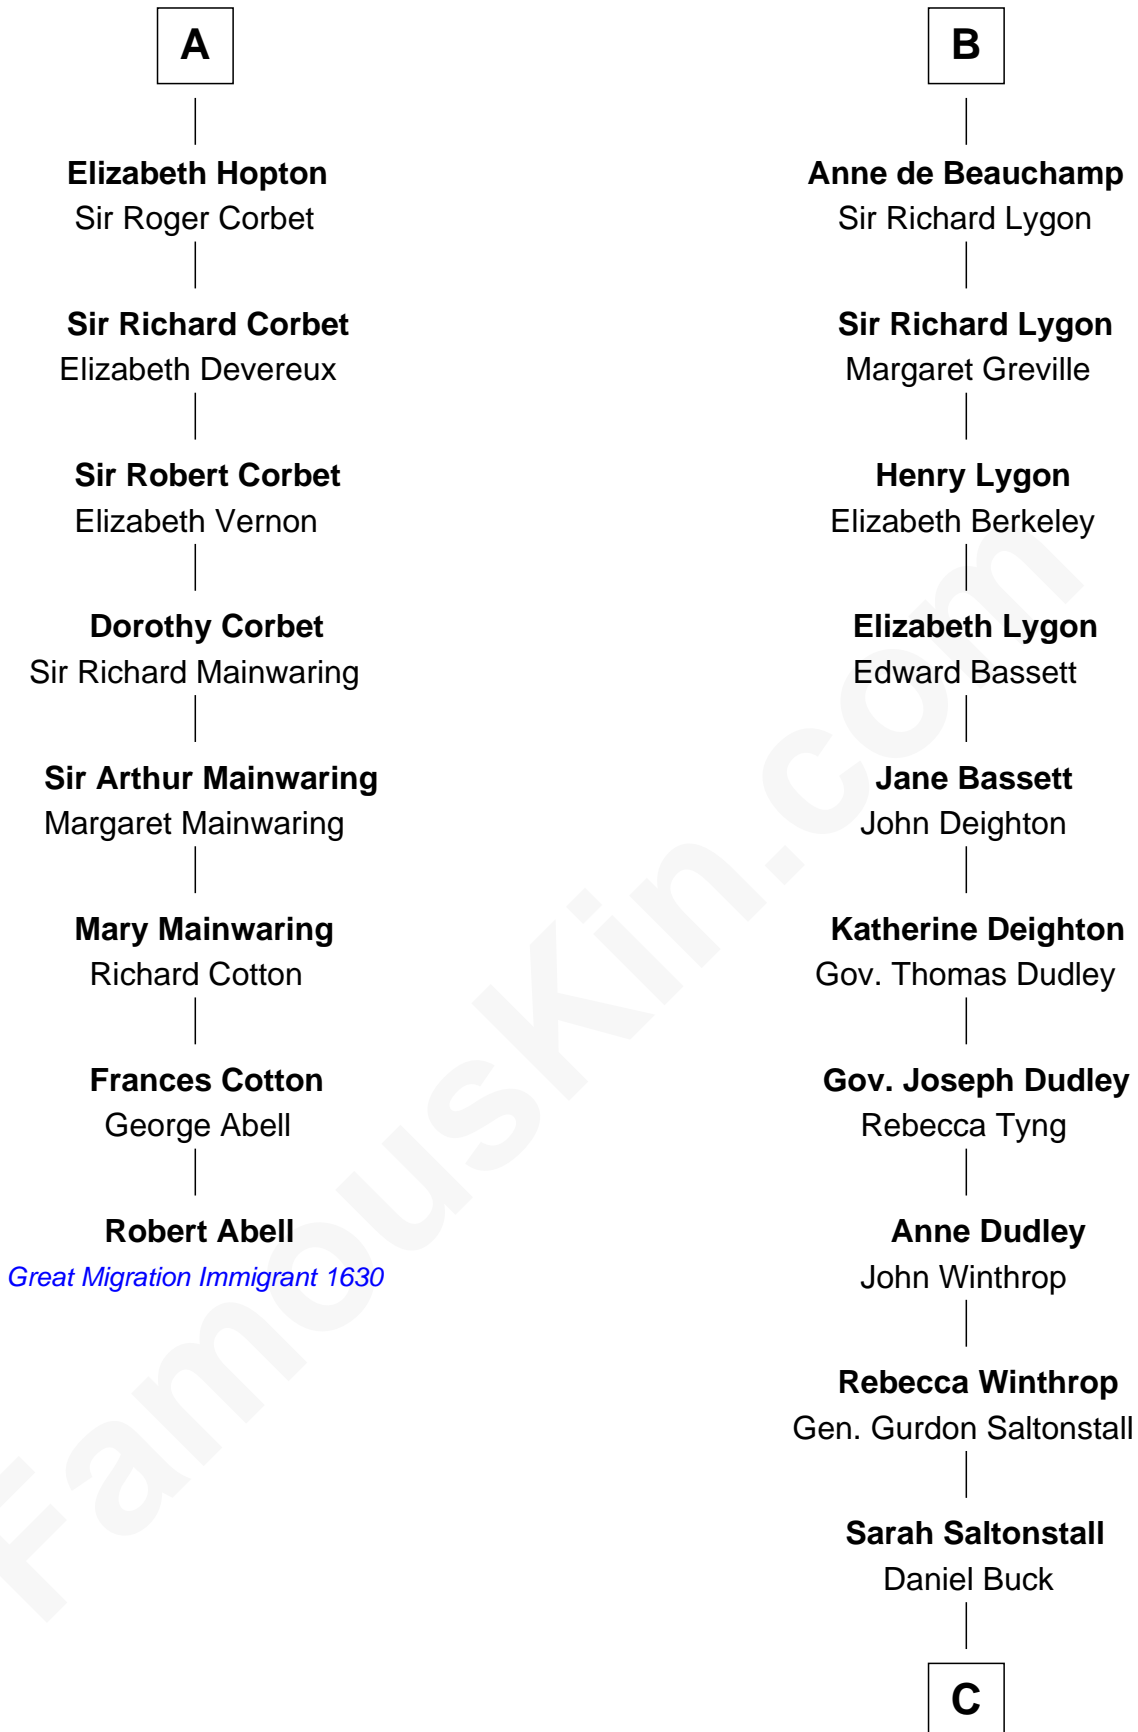 A
Elizabeth Hopton
Sir Roger Corbet
Sir Richard Corbet
Elizabeth Devereux
Sir Robert Corbet
Elizabeth Vernon
Dorothy Corbet
Sir Richard Mainwaring
Sir Arthur Mainwaring
Margaret Mainwaring
Mary Mainwaring
Richard Cotton
Frances Cotton
George Abell
Robert Abell
Great Migration Immigrant 1630
B
Anne de Beauchamp
Sir Richard Lygon
Sir Richard Lygon
Margaret Greville
Henry Lygon
Elizabeth Berkeley
Elizabeth Lygon
Edward Bassett
Jane Bassett
John Deighton
Katherine Deighton
Gov. Thomas Dudley
Gov. Joseph Dudley
Rebecca Tyng
Anne Dudley
John Winthrop
Rebecca Winthrop
Gen. Gurdon Saltonstall
Sarah Saltonstall
Daniel Buck
C
FamousKin.com